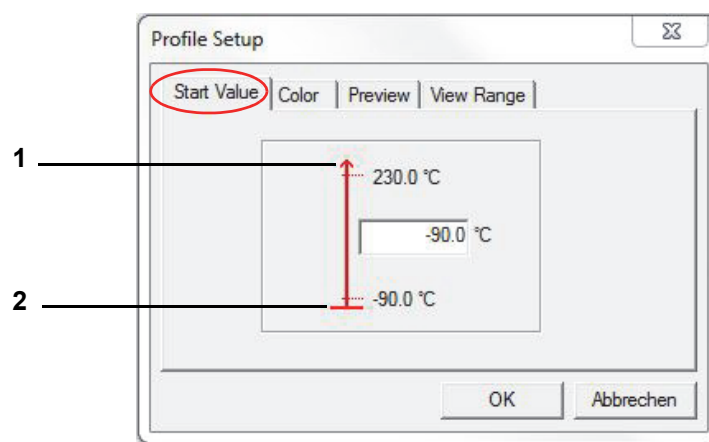 Profile Setup
Start Value Color Preview View Range
1
230.0 °C
-90.0 °C
2
-90.0 °C
OK Abbrechen